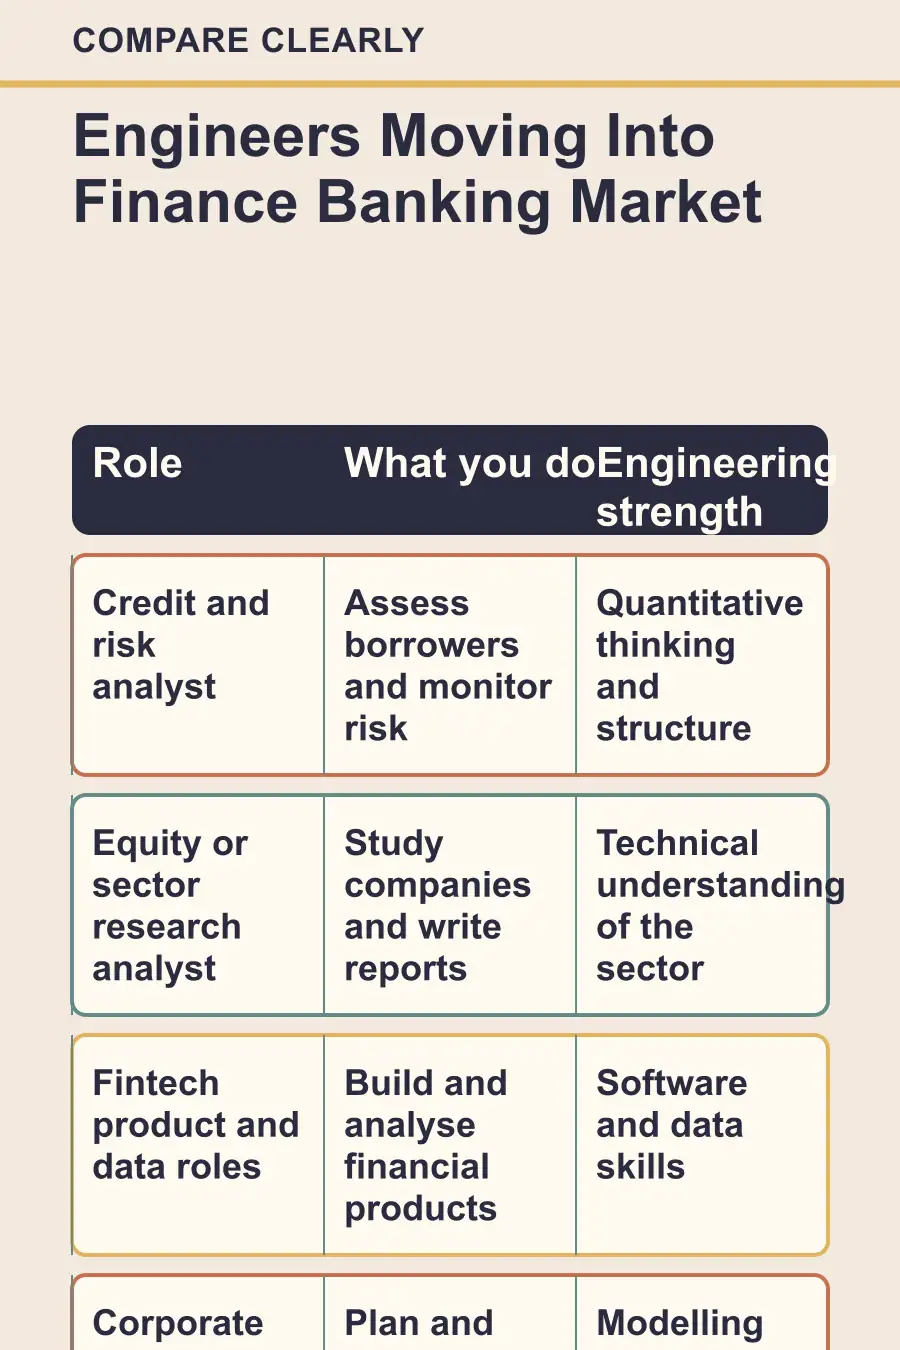 COMPARE CLEARLY
Engineers Moving Into
Finance Banking Market
Role
What you do
Engineering
strength
Credit and
risk
analyst
Assess
borrowers
and monitor
risk
Quantitative
thinking
and
structure
Equity or
sector
research
analyst
Study
companies
and write
reports
Technical
understanding
of the
sector
Fintech
product and
data roles
Build and
analyse
financial
products
Software
and data
skills
Corporate
Plan and
Modelling